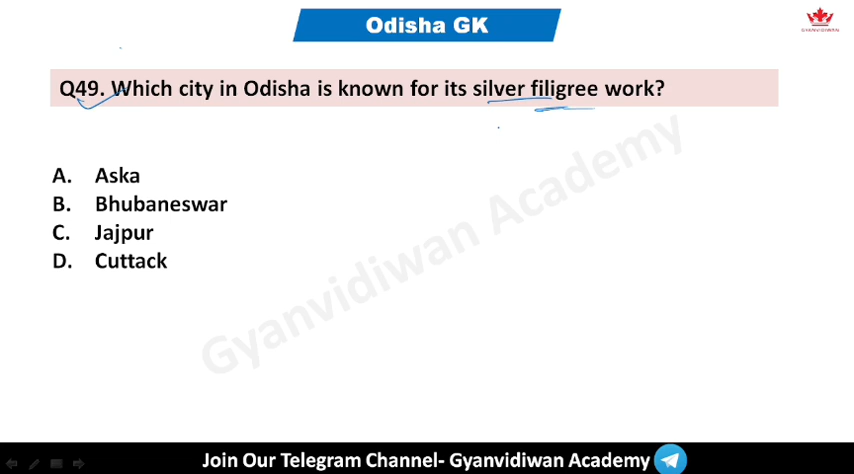 Odisha GK
GYANVIDIWAN
Q49. Which city in Odisha is known for its silver filigree work?
A. Aska
B. Bhubaneswar
C. Jajpur
D. Cuttack
Gyanvidiwan Academy
Join Our Telegram Channel- Gyanvidiwan Academy